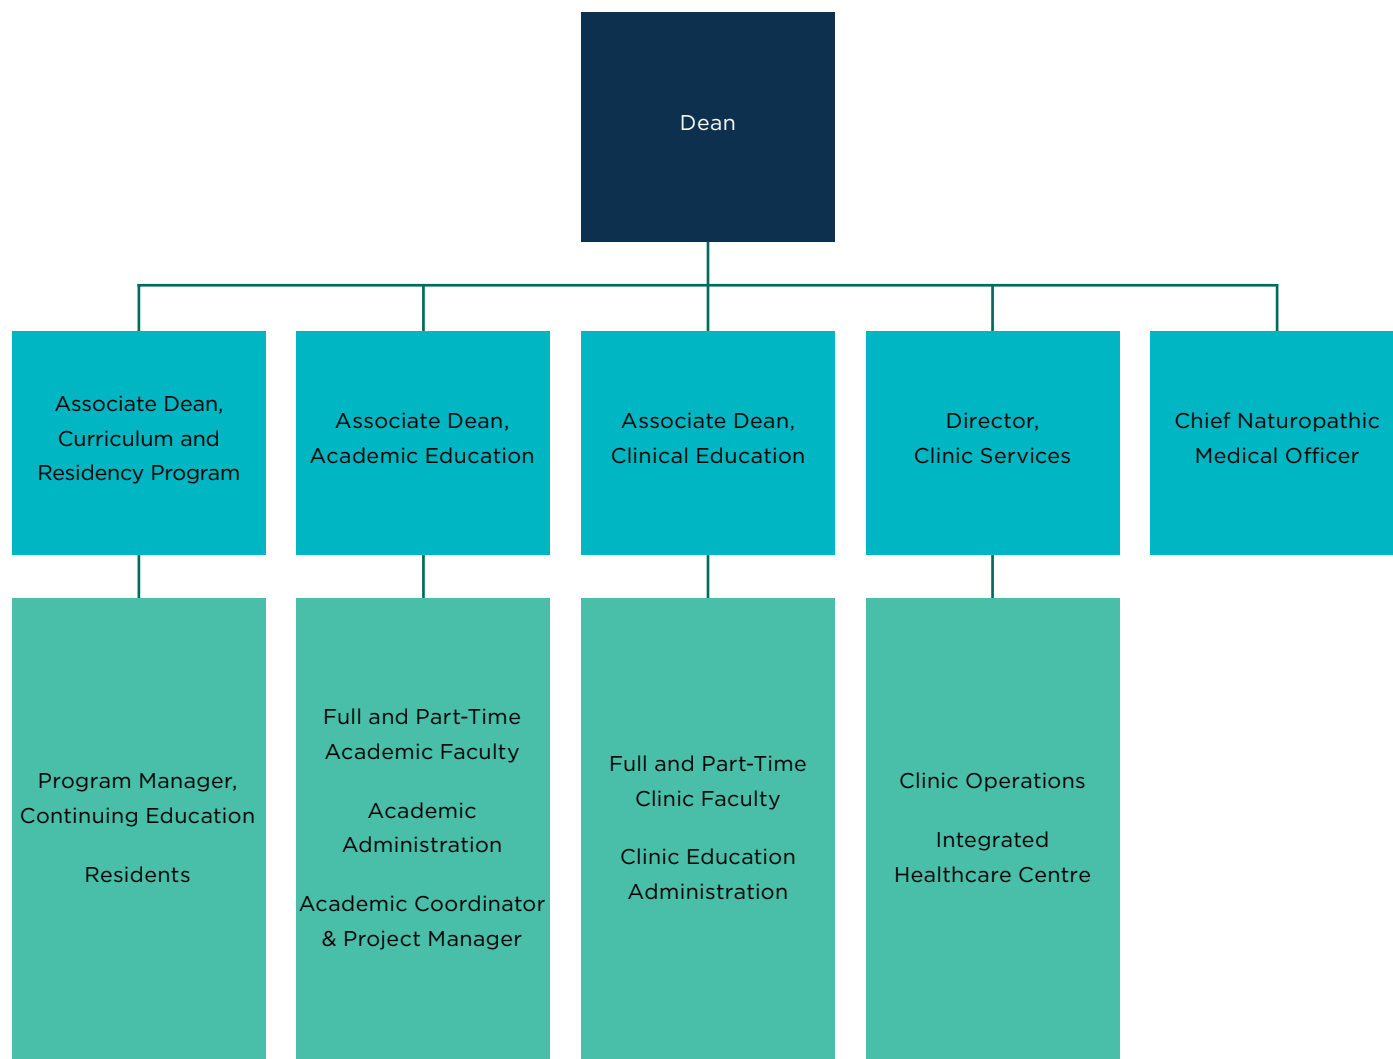 Dean
Associate Dean,
Curriculum and
Residency Program
Associate Dean,
Academic Education
Associate Dean,
Clinical Education
Director,
Clinic Services
Chief Naturopathic
Medical Officer
Program Manager,
Continuing Education
Residents
Full and Part-Time
Academic Faculty
Academic
Administration
Academic Coordinator
& Project Manager
Full and Part-Time
Clinic Faculty
Clinic Education
Administration
Clinic Operations
Integrated
Healthcare Centre